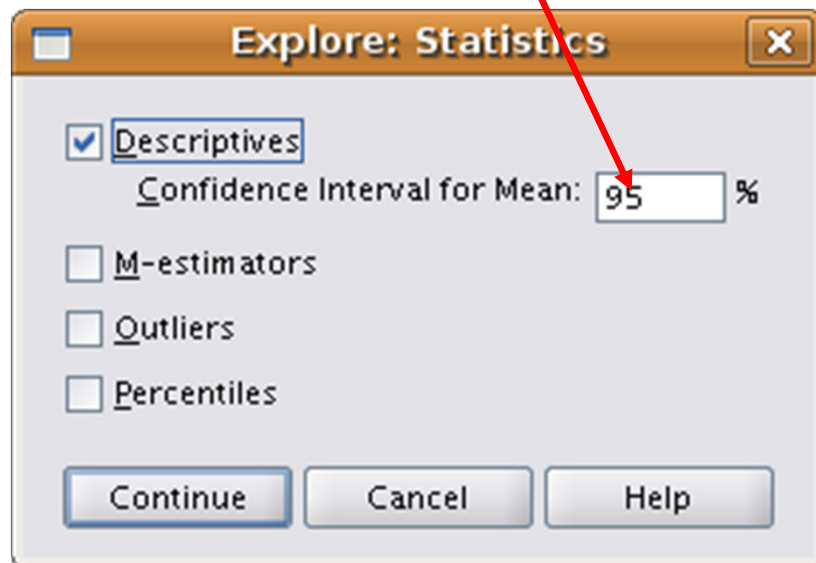 Explore: Statistics
Descriptives
Confidence Interval for Mean: 95 %
M-estimators
Outliers
Percentiles
Continue Cancel Help